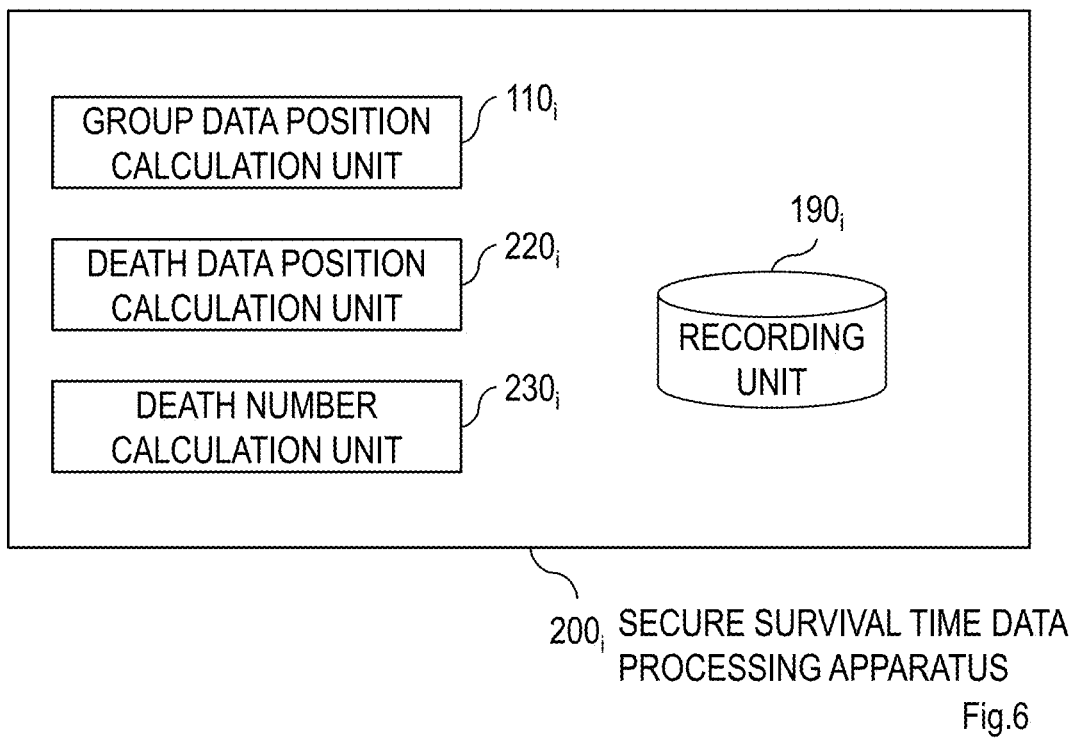 GROUP DATA POSITION
CALCULATION UNIT
110i
DEATH DATA POSITION
CALCULATION UNIT
220i
DEATH NUMBER
CALCULATION UNIT
230i
190i
RECORDING
UNIT
200i SECURE SURVIVAL TIME DATA
PROCESSING APPARATUS
Fig.6